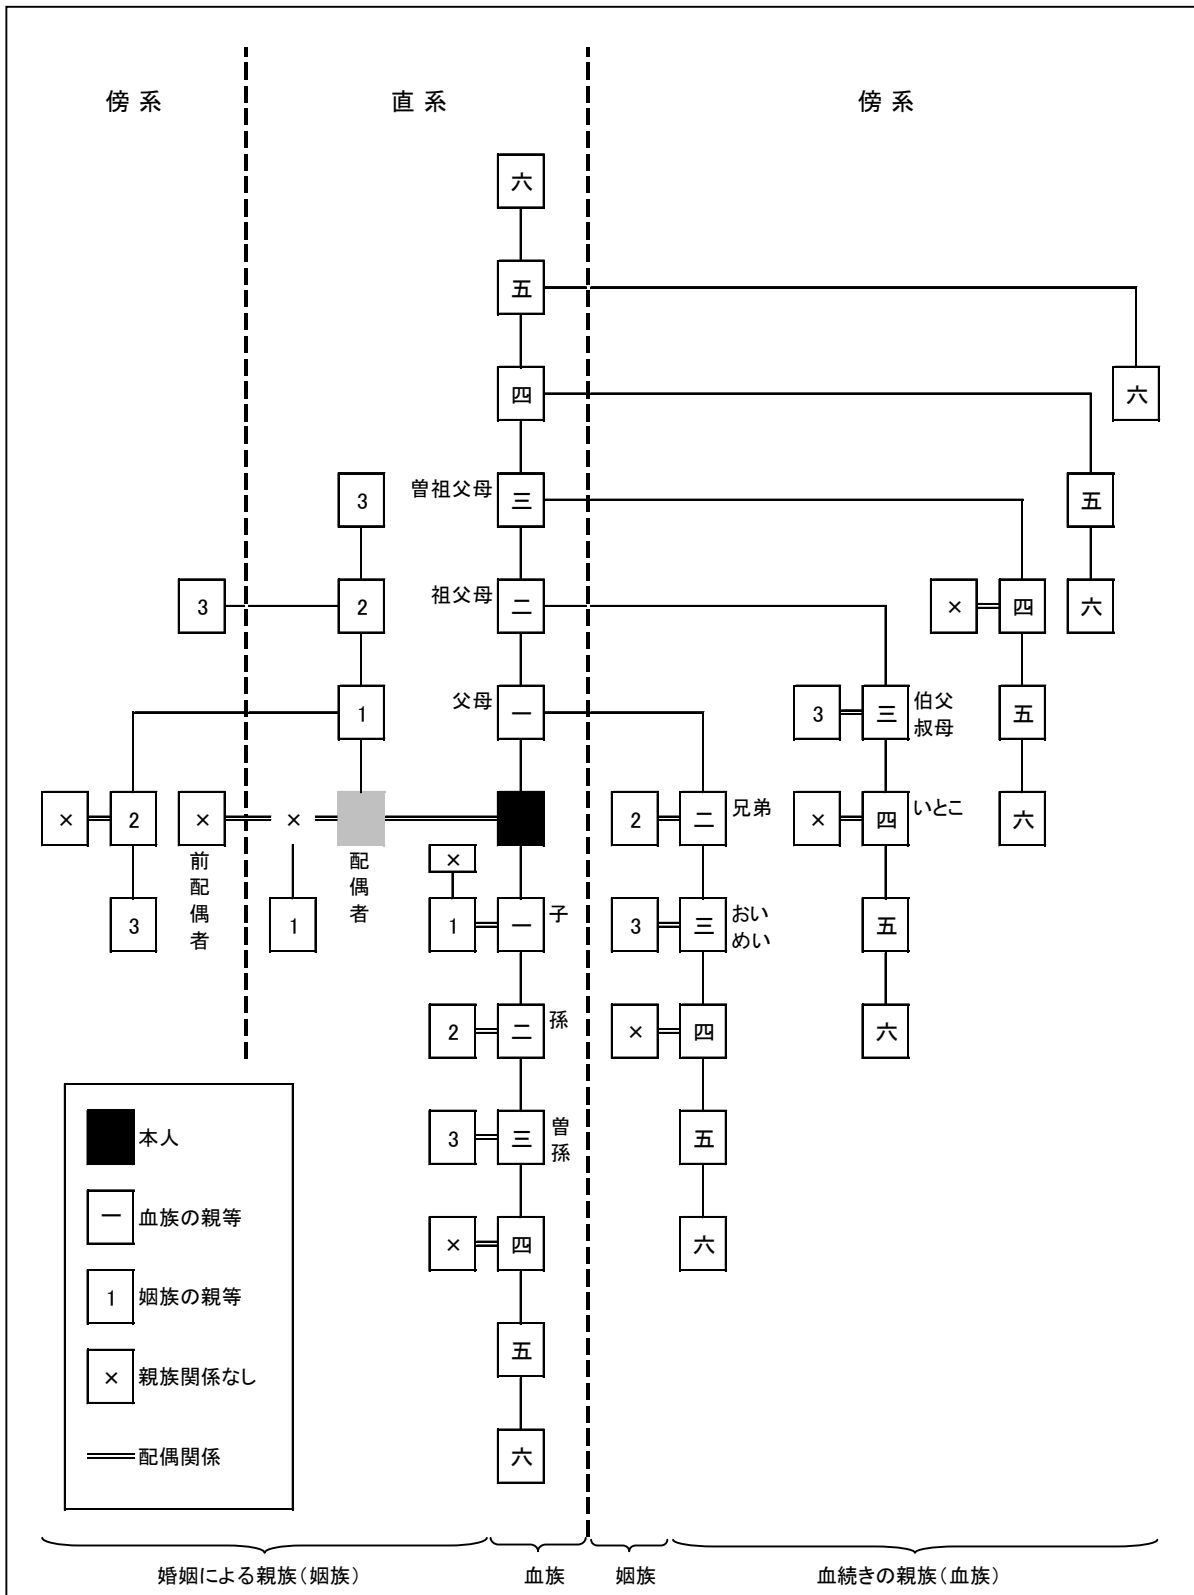 傍 系
直 系
傍 系
六
五
四
六
3
曽祖父母
三
五
3
2
祖父母
二
×
四
六
1
父母
一
3
三
伯父
叔母
五
×
2
×
×
2
二
兄弟
×
四
いとこ
六
前配偶者
配偶者
×
3
1
1
一
子
3
三
おい
めい
五
2
二
孫
×
四
六
3
三
曽孫
五
×
四
六
五
六
本人
一
血族の親等
1
姻族の親等
×
親族関係なし
配偶関係
婚姻による親族(姻族)
血族
姻族
血続きの親族(血族)